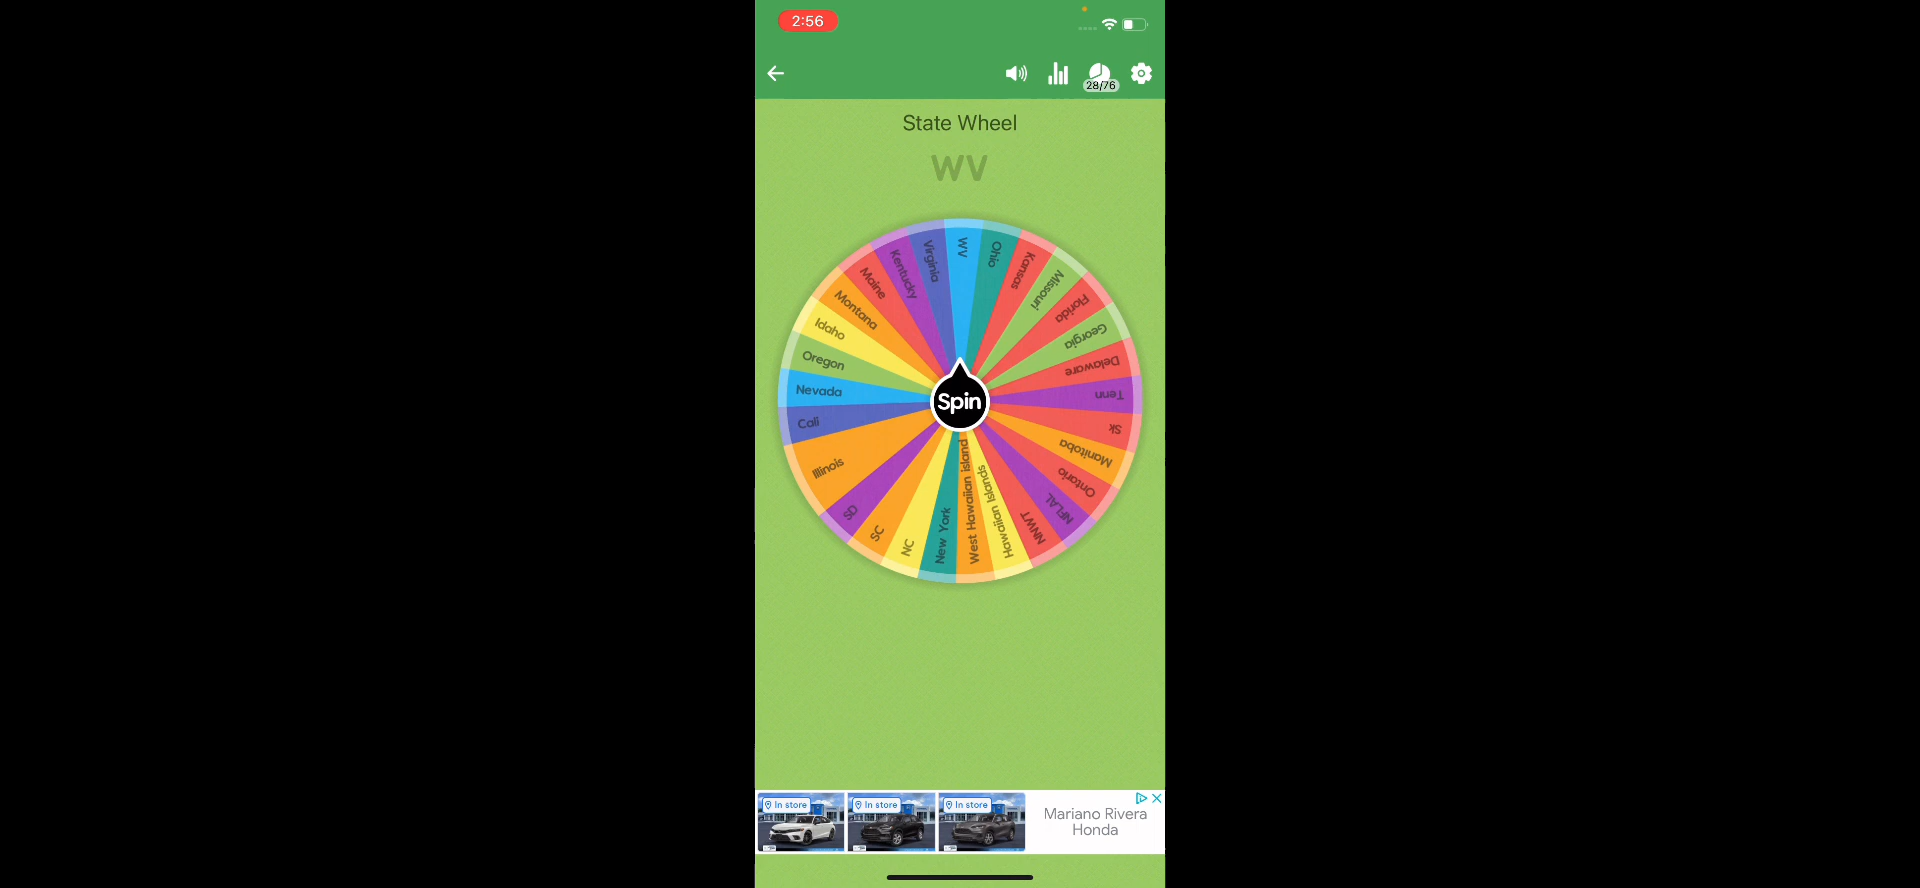 2:56
28/76
State Wheel
WV
WV
Ohio
Kansas
Missouri
Florida
Georgia
Delaware
Tenn
Sk
Manitoba
Ontario
NFLAL
NNWT
Hawaiian Islands
West Hawaiian island
New York
NC
SC
SD
Illinois
Cali
Nevada
Oregon
Idaho
Montana
Maine
Kentucky
Virginia
Spin
In store
In store
In store
Mariano Rivera
Honda